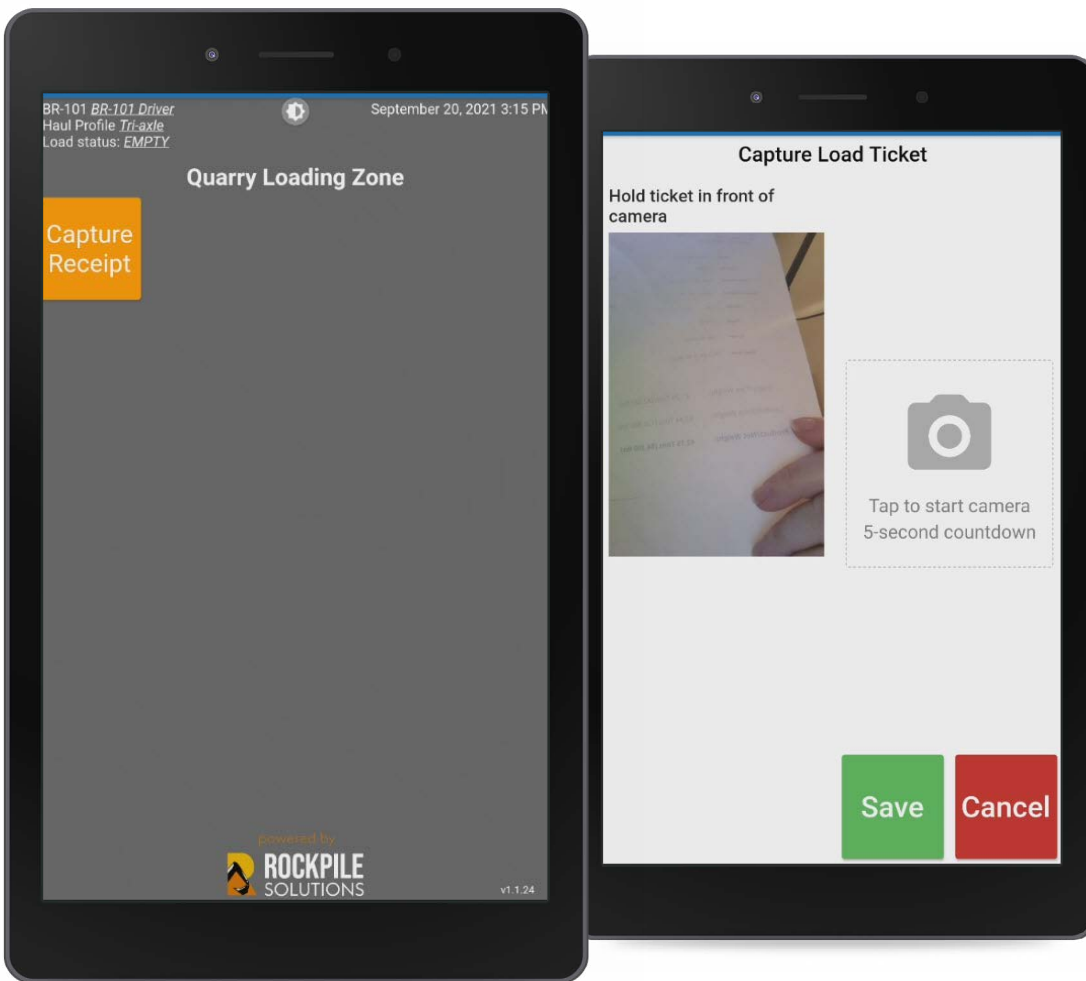 BR-101 BR-101 Driver
September 20, 2021 3:15 PM
Haul Profile Tri-axle
Load status: EMPTY
Quarry Loading Zone
Capture
Receipt
powered by
ROCKPILE
SOLUTIONS
v1.1.24
Capture Load Ticket
Hold ticket in front of
camera
Tap to start camera
5-second countdown
Save
Cancel